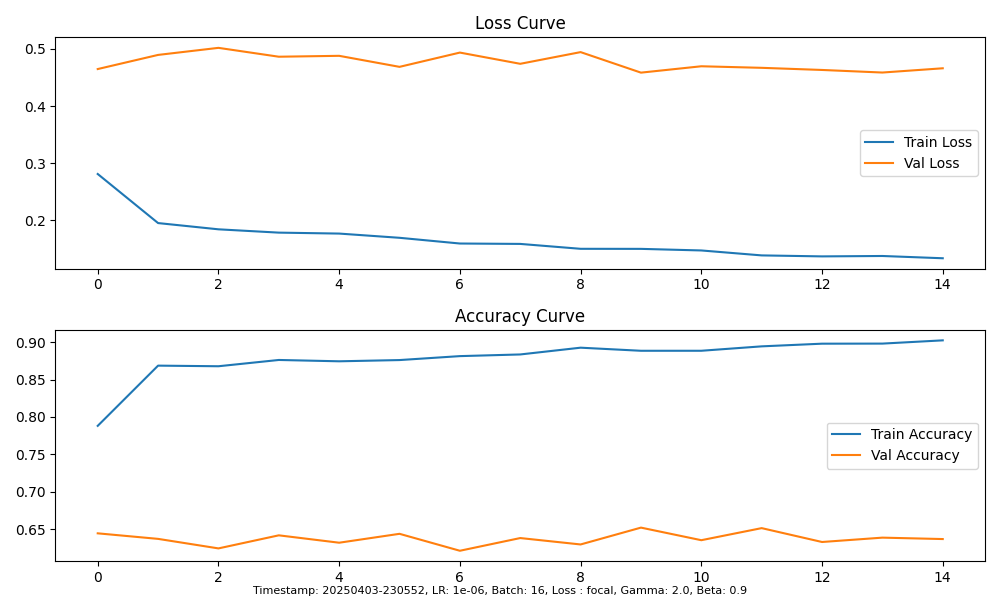 Loss Curve
0.5
0.4
0.3
0.2
Train Loss
Val Loss
0 2 4 6 8 10 12 14
Accuracy Curve
0.90
0.85
0.80
0.75
0.70
0.65
Train Accuracy
Val Accuracy
0 2 4 6 8 10 12 14
Timestamp: 20250403-230552, LR: 1e-06, Batch: 16, Loss : focal, Gamma: 2.0, Beta: 0.9